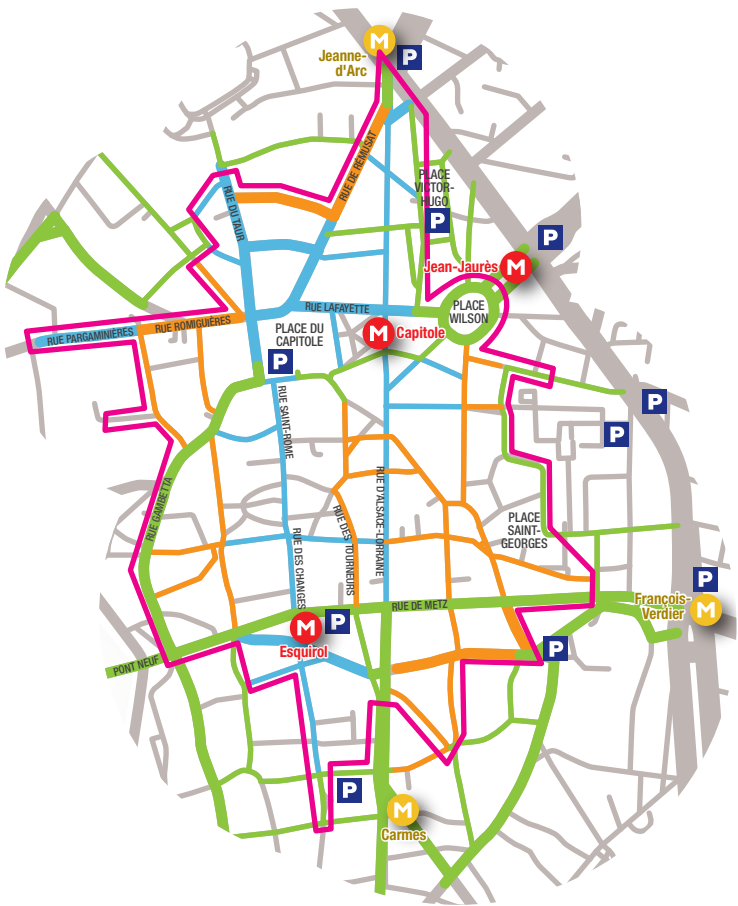 M
Jeanne-
d'Arc
P
RUE DE RÉMUSAT
PLACE
VICTOR-
HUGO
P
RUE DU TAUR
P
Jean-Jaurès
M
RUE LAFAYETTE
PLACE
WILSON
RUE PARGAMINIÈRES
RUE ROMIGUIÈRES
PLACE DU
CAPITOLE
M
Capitole
P
P
P
RUE SAINT-ROME
RUE D'ALSACE-LORRAINE
RUE GAMBETTA
RUE DES TOURNEURS
PLACE
SAINT-
GEORGES
RUE DES CHANGES
P
François-
Verdier
M
RUE DE METZ
M
P
Esquirol
P
PONT NEUF
P
M
Carmes